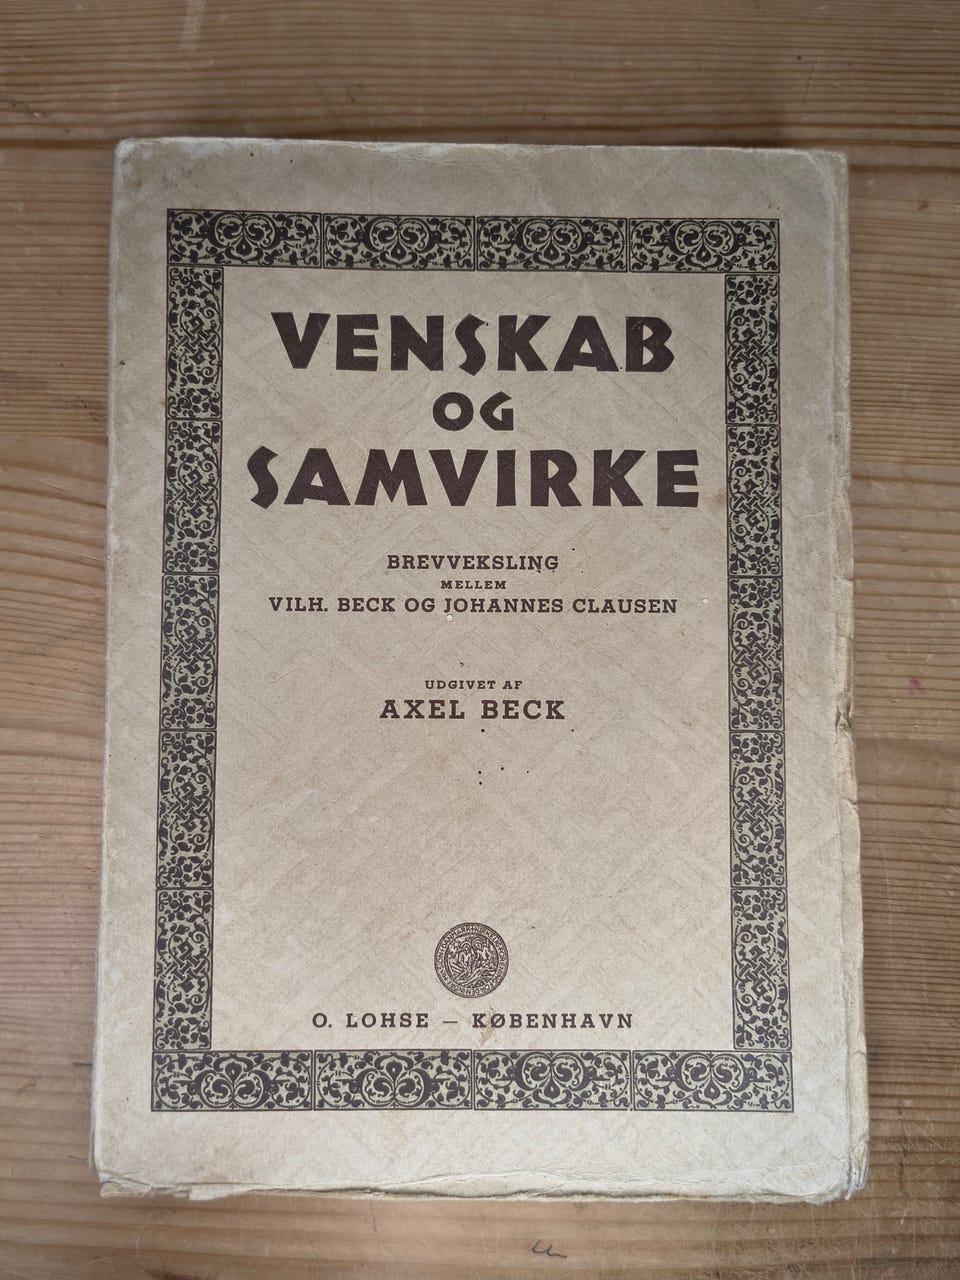 VENSKAB
OG
SAMVIRKE
BREVVEKSLING
MELLEM
VILH. BECK OG JOHANNES CLAUSEN
UDGIVET AF
AXEL BECK
O. LOHSE — KØBENHAVN